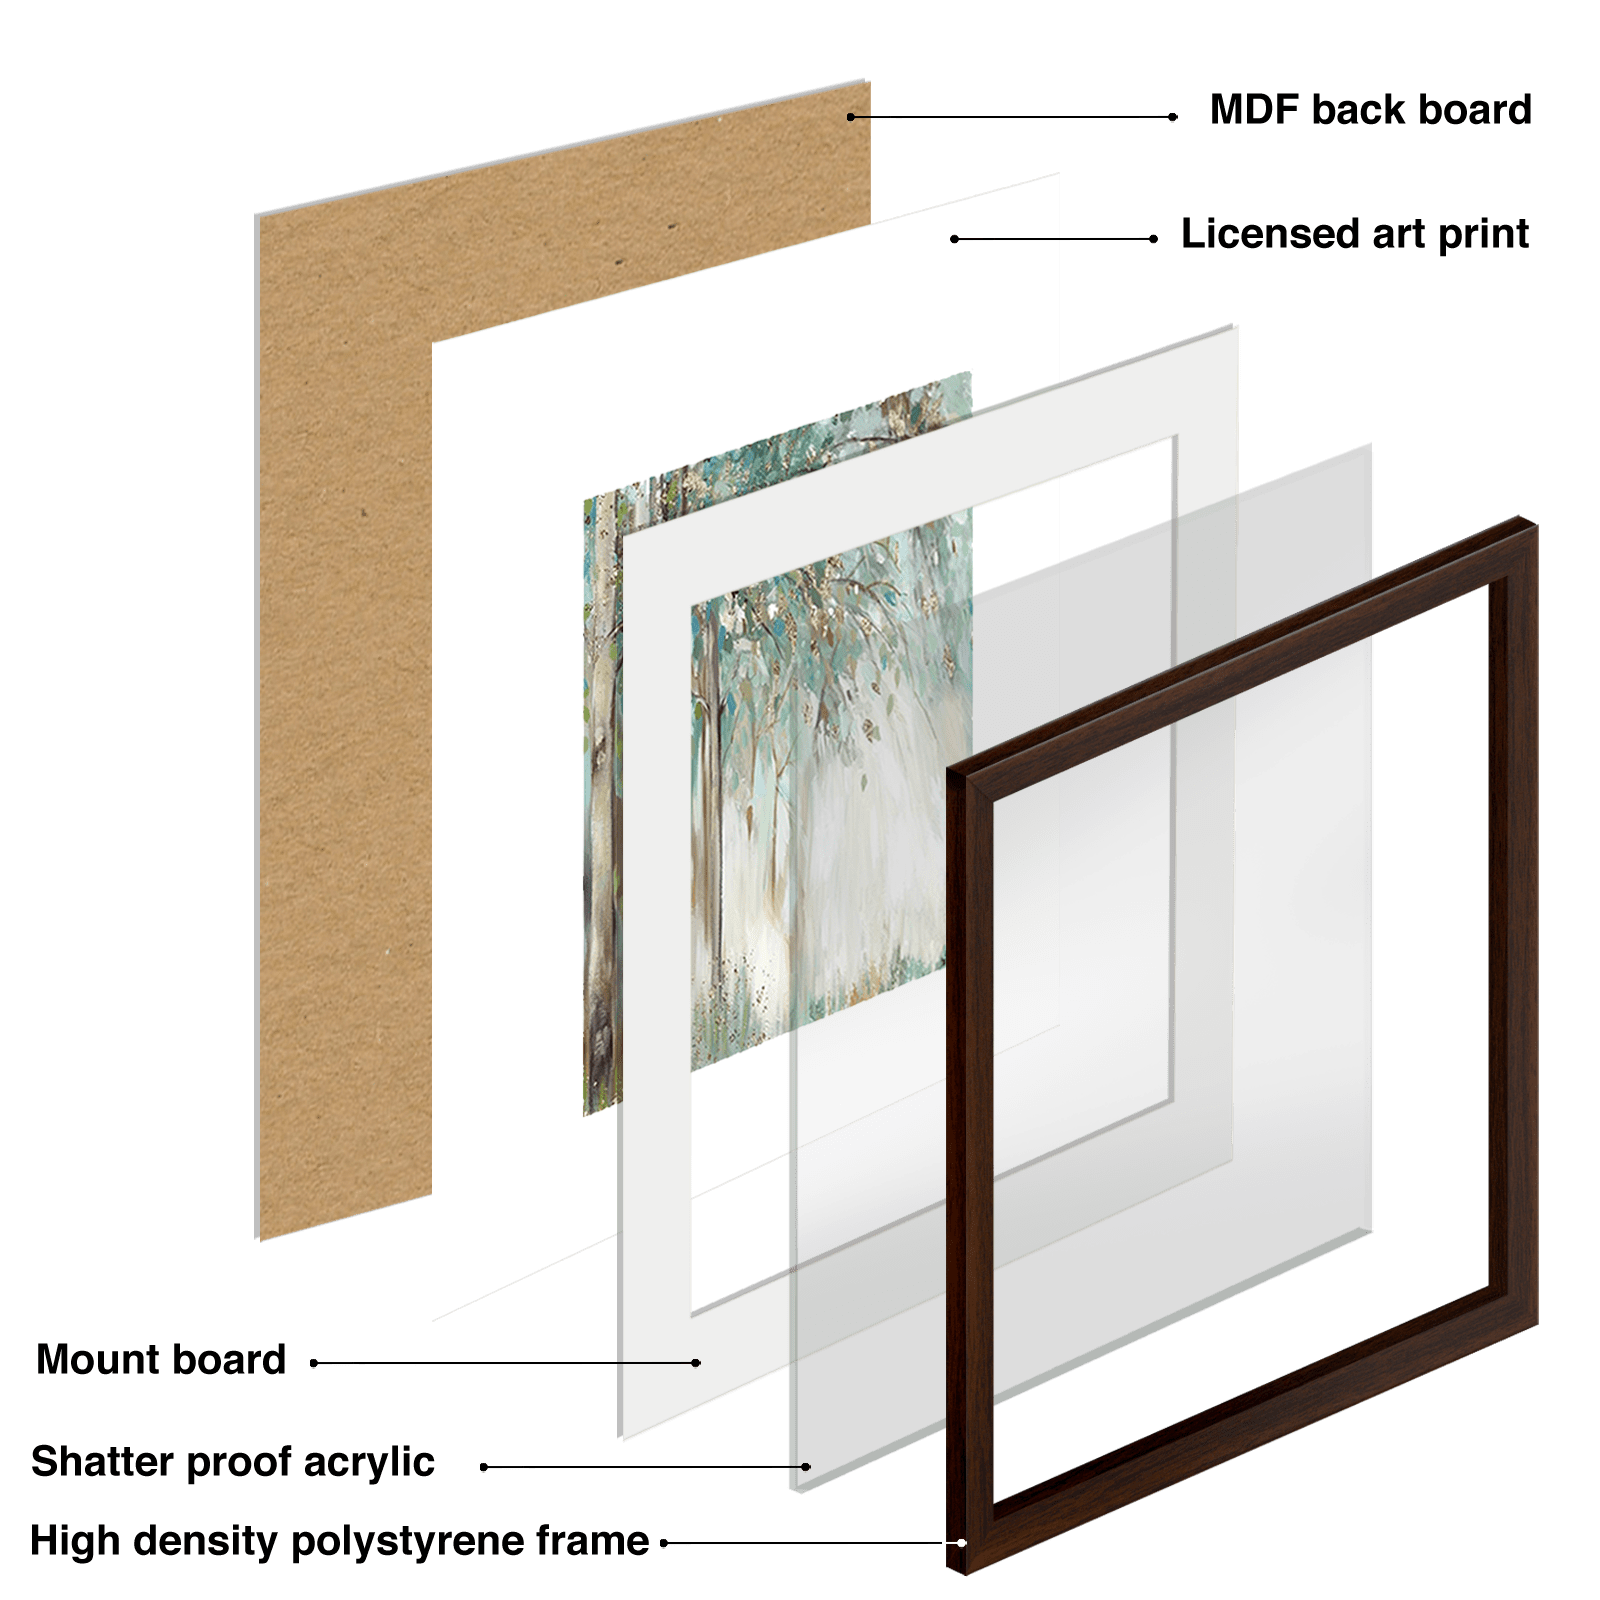 MDF back board
Licensed art print
Mount board
Shatter proof acrylic
High density polystyrene frame